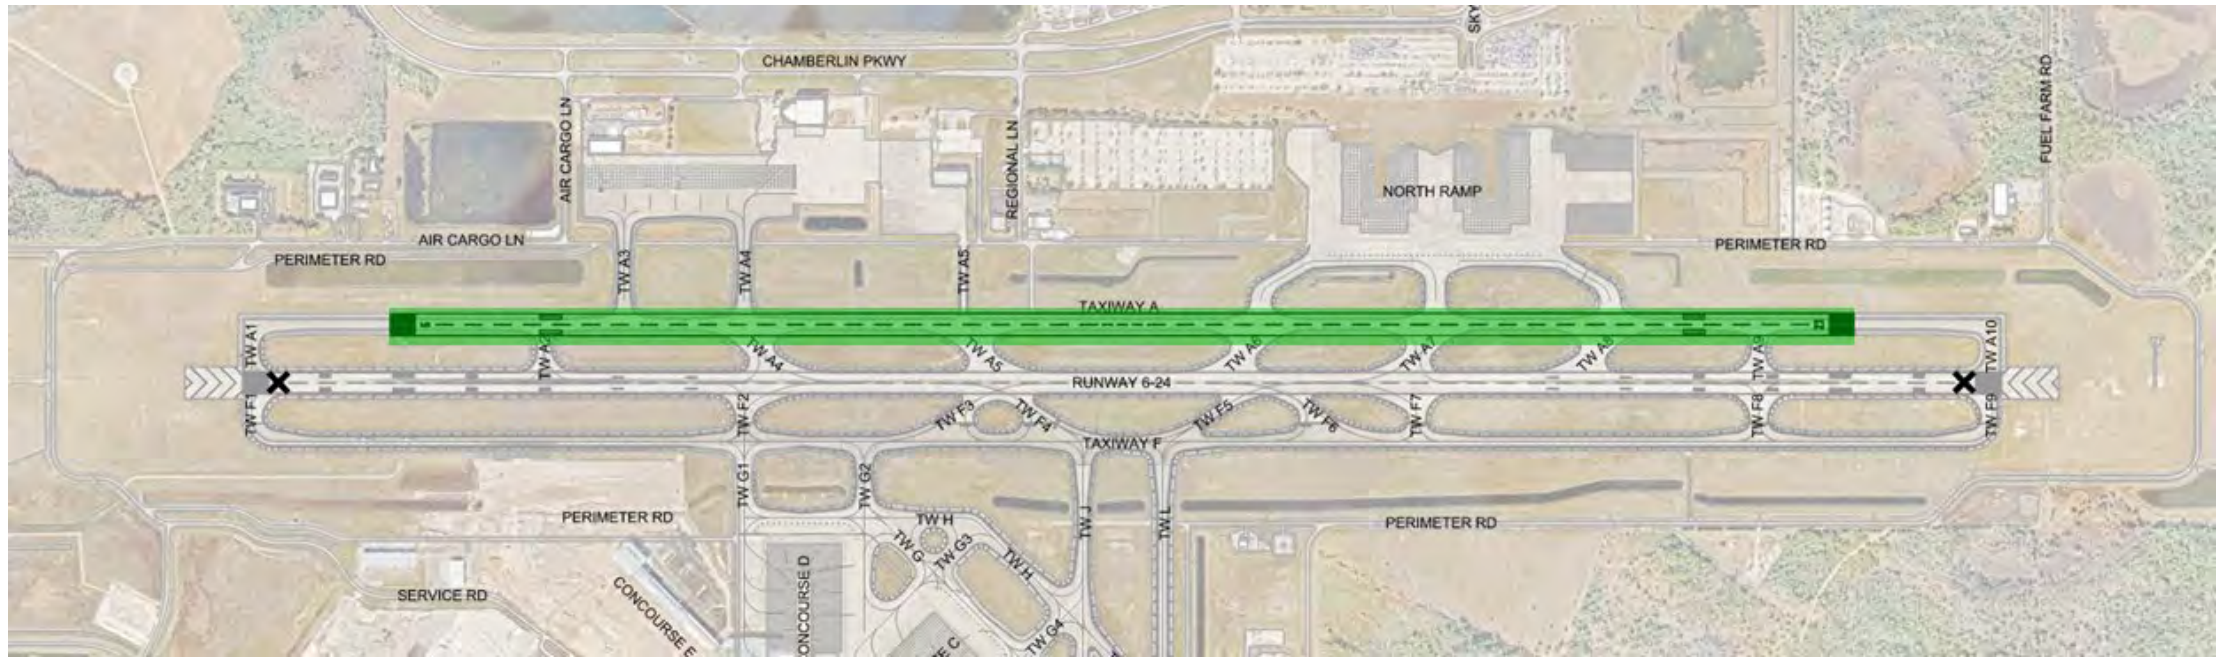 SKY
CHAMBERLIN PKWY
FUEL FARM RD
AIR CARGO LN
REGIONAL LN
NORTH RAMP
AIR CARGO LN
PERIMETER RD
PERIMETER RD
TW A3
TW A4
TW A5
TAXIWAY A
TW A1
TW A2
TW A4
TW A5
TW A6
TW A7
TW A8
TW A9
TW A10
RUNWAY 6-24
TW F1
TW F2
TW F3
TW F4
TW F5
TW F6
TW F7
TW F8
TW F9
TAXIWAY F
TW G1
TW G2
TW J
TW L
PERIMETER RD
TW H
PERIMETER RD
TW G
TW G3
TW H
SERVICE RD
CONCOURSE E
CONCOURSE D
TW G4